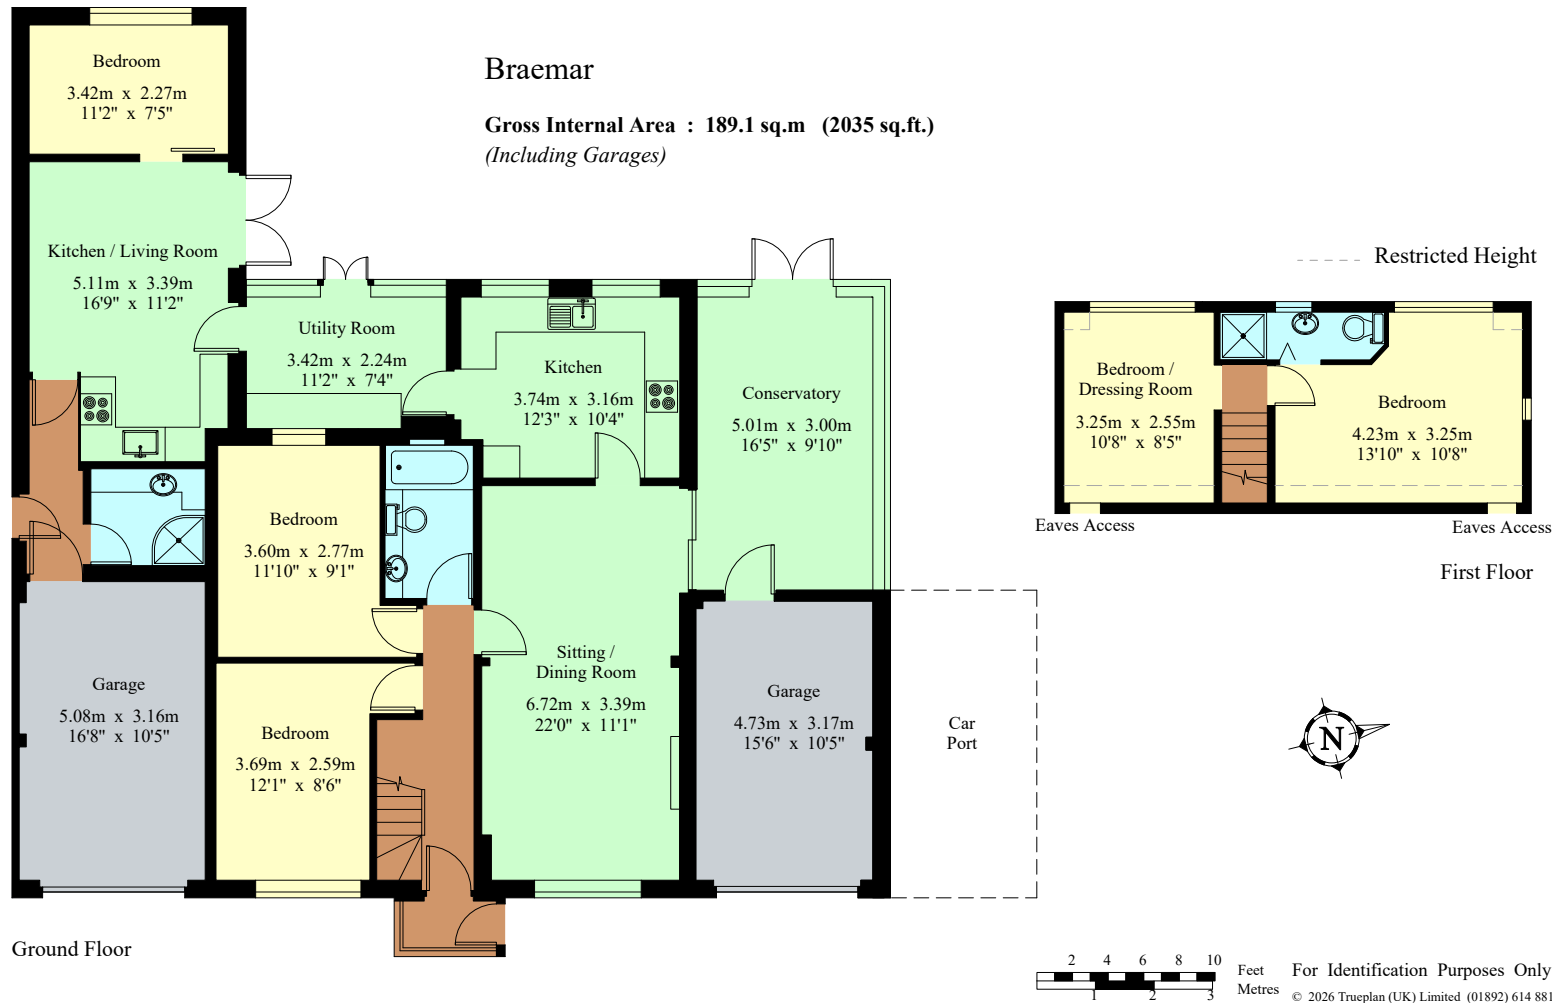 Braemar
Gross Internal Area : 189.1 sq.m (2035 sq.ft.)
(Including Garages)
Bedroom
3.42m x 2.27m
11'2" x 7'5"
Kitchen / Living Room
5.11m x 3.39m
16'9" x 11'2"
Utility Room
3.42m x 2.24m
11'2" x 7'4"
Kitchen
3.74m x 3.16m
12'3" x 10'4"
Conservatory
5.01m x 3.00m
16'5" x 9'10"
Bedroom
3.60m x 2.77m
11'10" x 9'1"
Sitting /
Dining Room
6.72m x 3.39m
22'0" x 11'1"
Garage
5.08m x 3.16m
16'8" x 10'5"
Bedroom
3.69m x 2.59m
12'1" x 8'6"
Garage
4.73m x 3.17m
15'6" x 10'5"
Car
Port
Ground Floor
Restricted Height
Bedroom /
Dressing Room
3.25m x 2.55m
10'8" x 8'5"
Bedroom
4.23m x 3.25m
13'10" x 10'8"
Eaves Access
Eaves Access
First Floor
N
2 4 6 8 10
Feet
Metres
1 2 3
For Identification Purposes Only
© 2026 Trueplan (UK) Limited (01892) 614 881